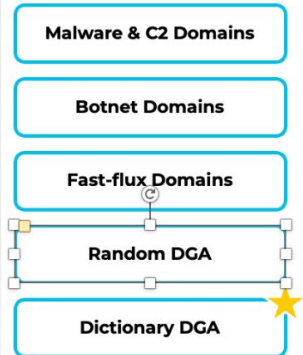 Malware & C2 Domains
Botnet Domains
Fast-flux Domains
Random DGA
Dictionary DGA